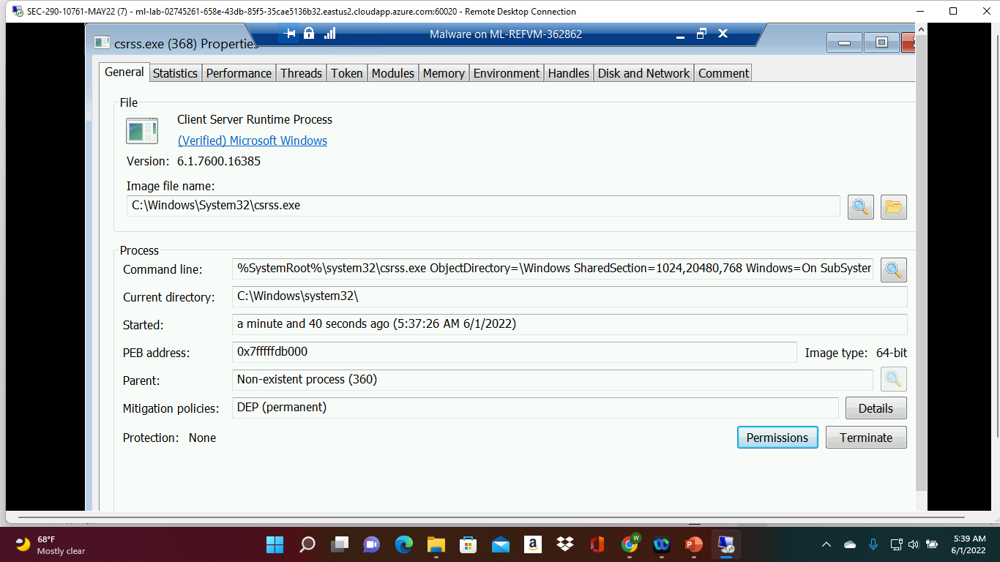 SEC-290-10761-MAY22 (7) - ml-lab-02745261-658e-43db-85f5-35cae5136b32.eastus2.cloudapp.azure.com:60020 - Remote Desktop Connection
Malware on ML-REFVM-362862
csrss.exe (368) Properties
General Statistics Performance Threads Token Modules Memory Environment Handles Disk and Network Comment
File
Client Server Runtime Process
(Verified) Microsoft Windows
Version: 6.1.7600.16385
Image file name:
C:\Windows\System32\csrss.exe
Process
Command line: %SystemRoot%\system32\csrss.exe ObjectDirectory=\Windows SharedSection=1024,20480,768 Windows=On SubSyster
Current directory: C:\Windows\system32\
Started: a minute and 40 seconds ago (5:37:26 AM 6/1/2022)
PEB address: 0x7fffffdb000 Image type: 64-bit
Parent: Non-existent process (360)
Mitigation policies: DEP (permanent) Details
Protection: None Permissions Terminate
68°F
Mostly clear
5:39 AM
6/1/2022